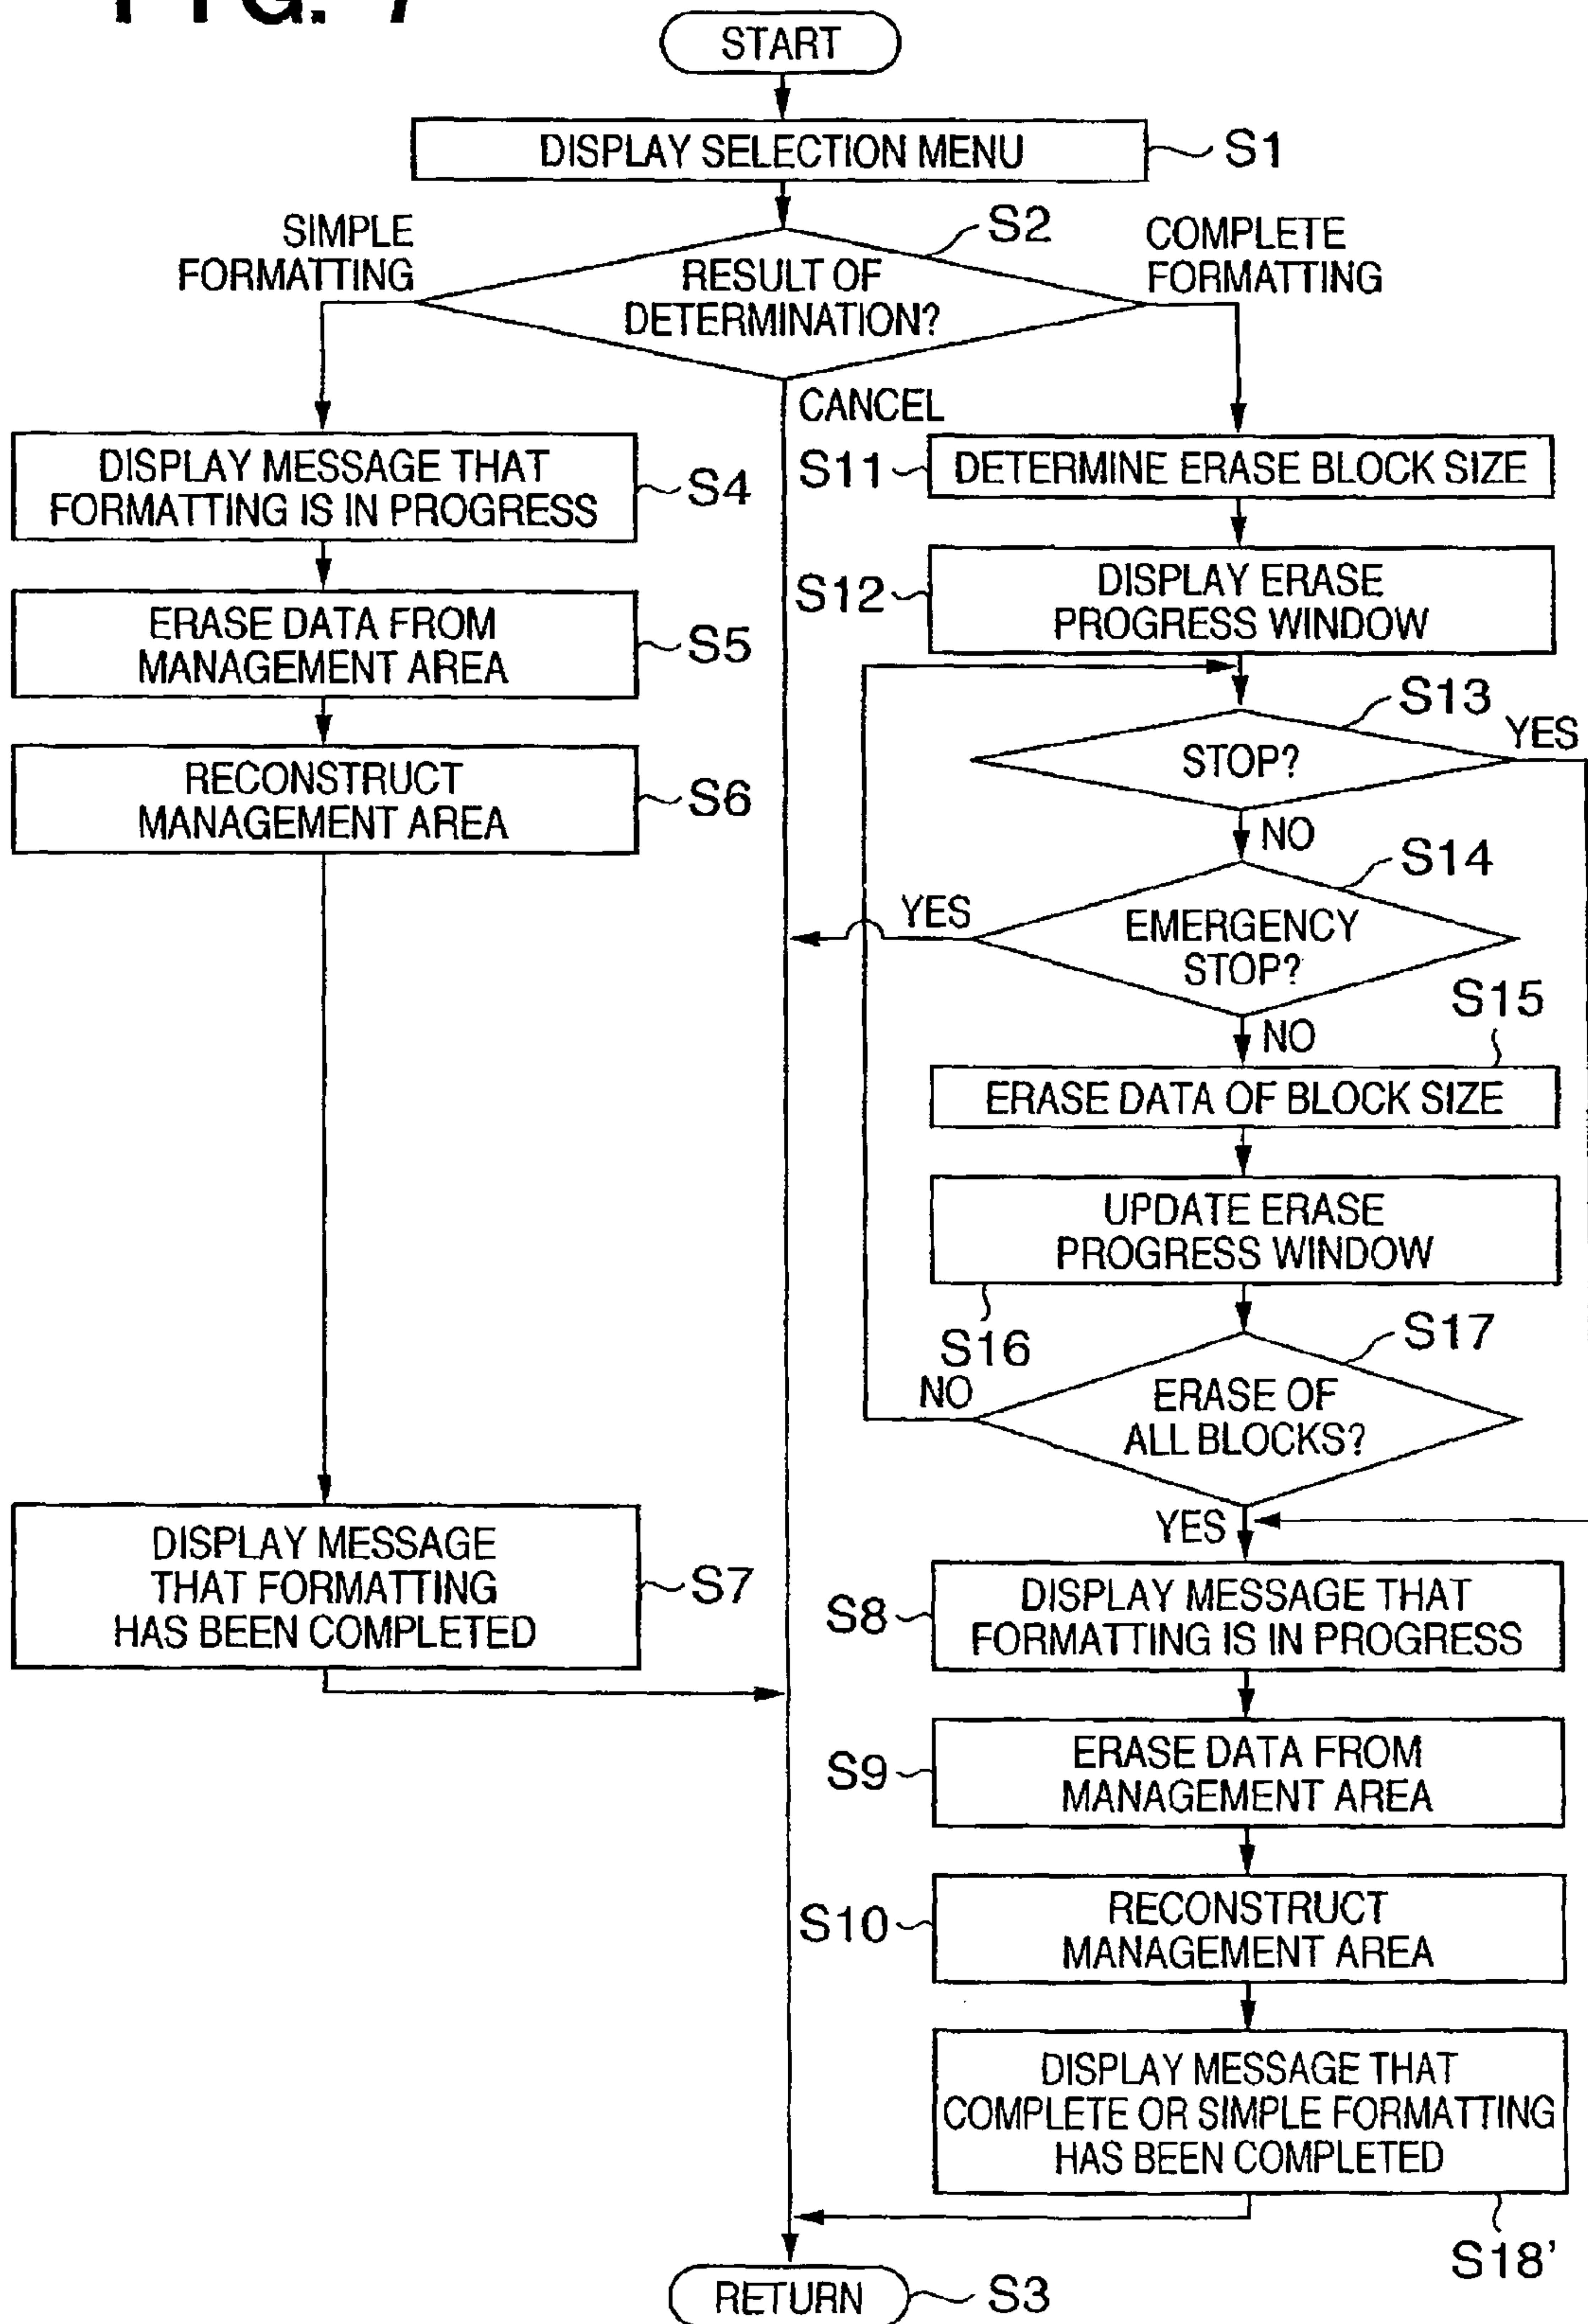 FIG. 7
START
DISPLAY SELECTION MENU
S1
SIMPLE
FORMATTING
S2
COMPLETE
FORMATTING
RESULT OF
DETERMINATION?
CANCEL
DISPLAY MESSAGE THAT
FORMATTING IS IN PROGRESS
S4
ERASE DATA FROM
MANAGEMENT AREA
S5
RECONSTRUCT
MANAGEMENT AREA
S6
DISPLAY MESSAGE
THAT FORMATTING
HAS BEEN COMPLETED
S7
S11
DETERMINE ERASE BLOCK SIZE
S12
DISPLAY ERASE
PROGRESS WINDOW
S13
STOP?
YES
NO
S14
YES
EMERGENCY
STOP?
NO
S15
ERASE DATA OF BLOCK SIZE
UPDATE ERASE
PROGRESS WINDOW
S16
S17
NO
ERASE OF
ALL BLOCKS?
YES
S8
DISPLAY MESSAGE THAT
FORMATTING IS IN PROGRESS
S9
ERASE DATA FROM
MANAGEMENT AREA
S10
RECONSTRUCT
MANAGEMENT AREA
DISPLAY MESSAGE THAT
COMPLETE OR SIMPLE FORMATTING
HAS BEEN COMPLETED
S18'
RETURN
S3